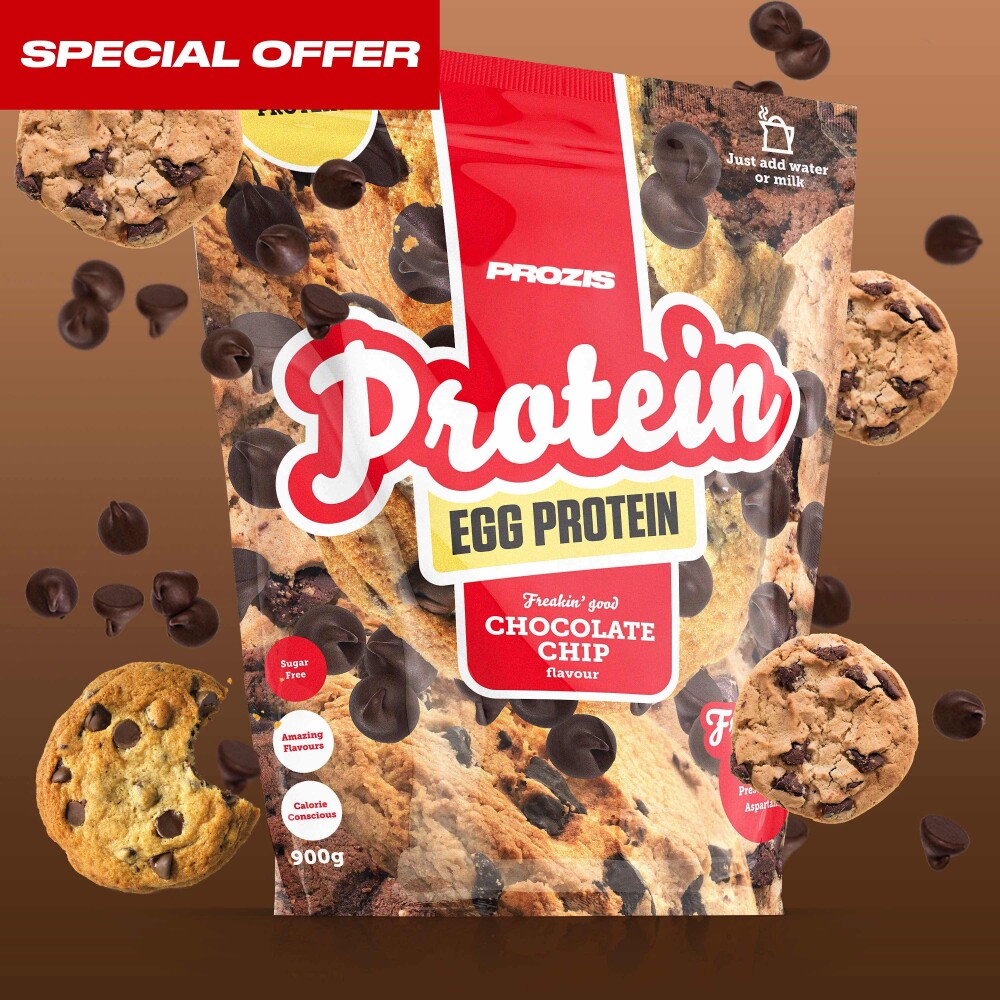 SPECIAL OFFER
Just add water
or milk
PROZIS
Protein
EGG PROTEIN
Freakin' good
CHOCOLATE
CHIP
flavour
Sugar
Free
Amazing
Flavours
Calorie
Conscious
900g